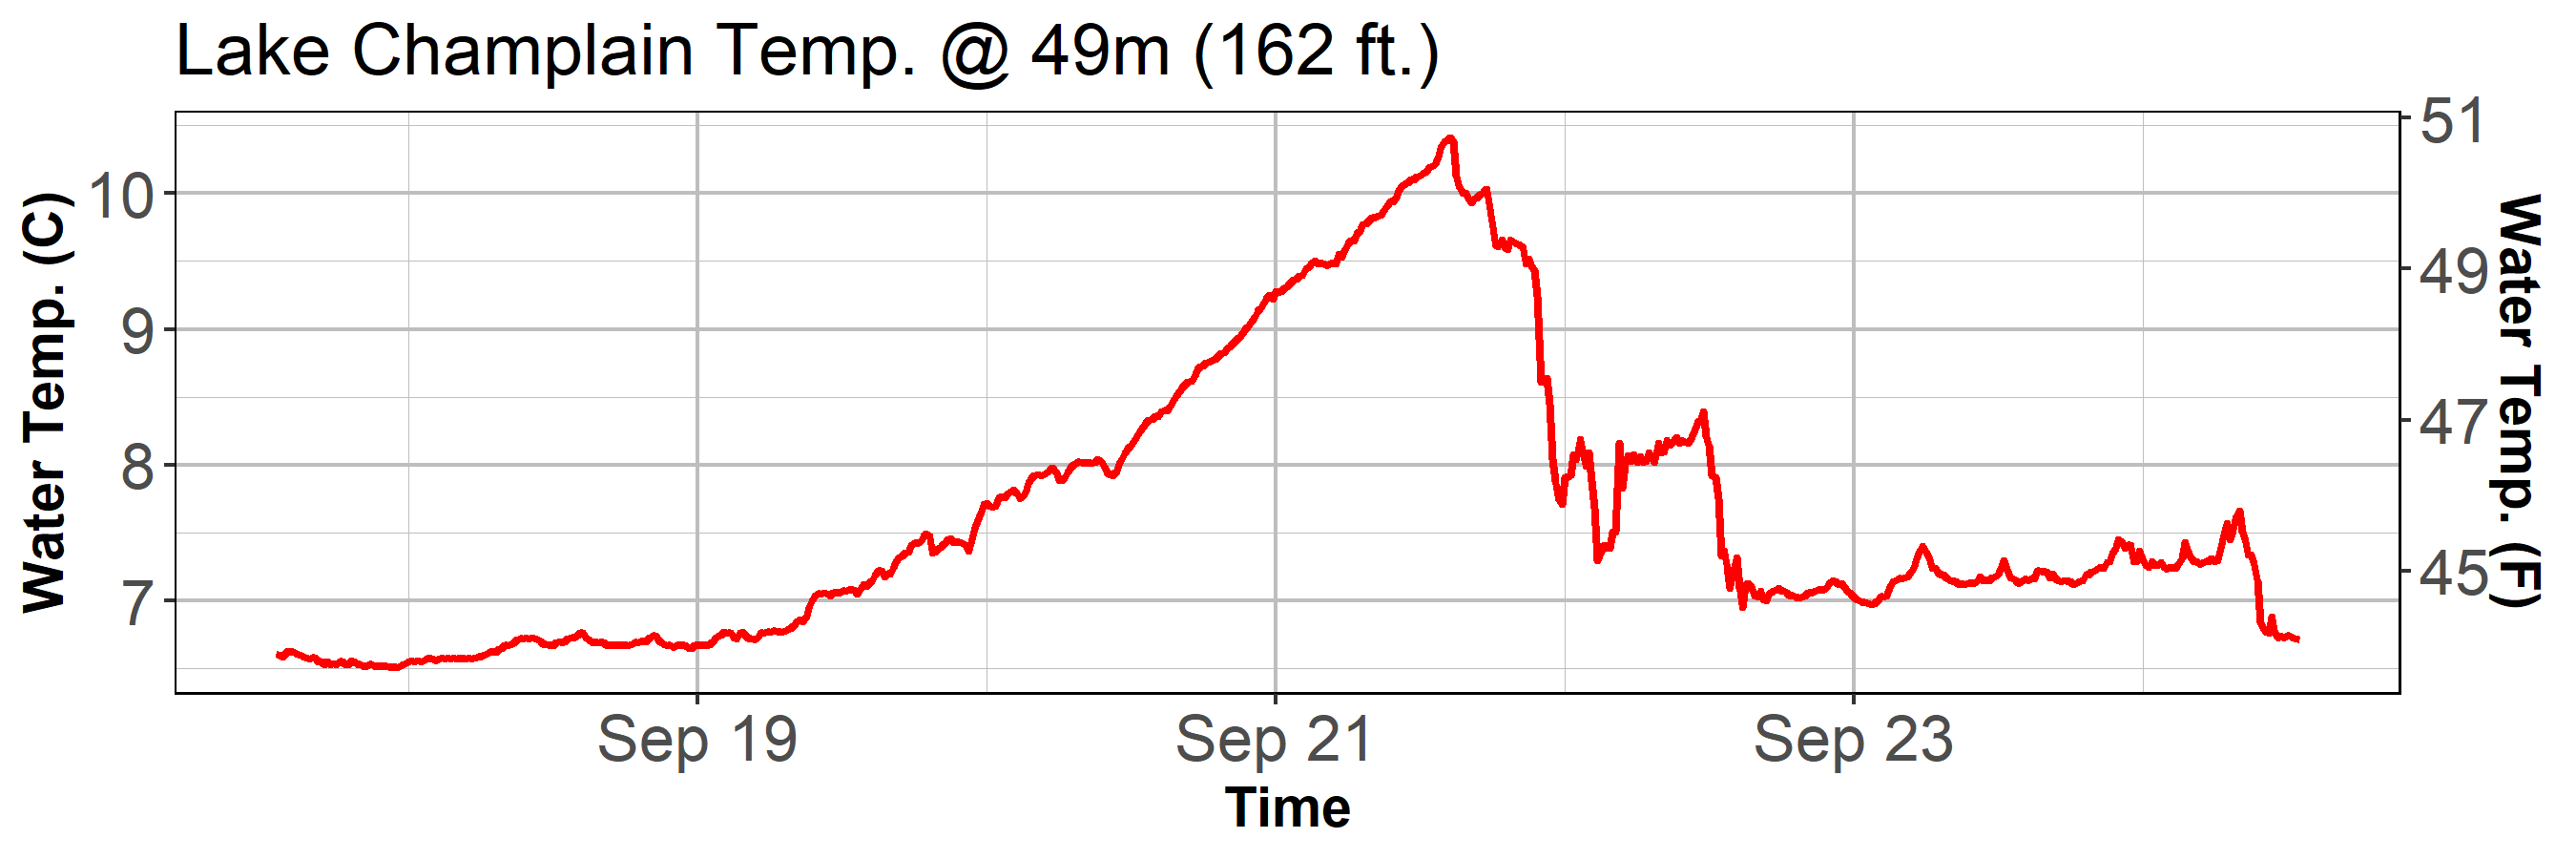 Lake Champlain Temp. @ 49m (162 ft.)
Water Temp. (C)
10
9
8
7
51
49
47
45
Water Temp. (F)
Sep 19
Sep 21
Sep 23
Time